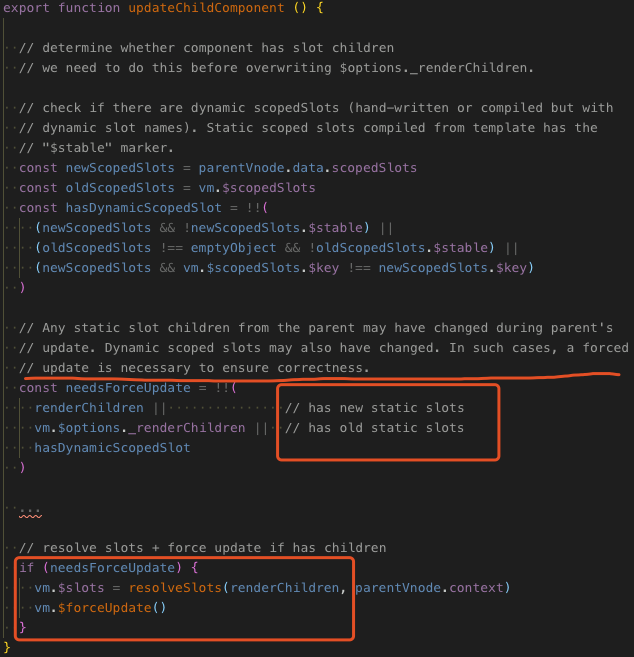 export function updateChildComponent () {
// determine whether component has slot children
// we need to do this before overwriting $options._renderChildren.
// check if there are dynamic scopedSlots (hand-written or compiled but with
// dynamic slot names). Static scoped slots compiled from template has the
// "$stable" marker.
const newScopedSlots = parentVnode.data.scopedSlots
const oldScopedSlots = vm.$scopedSlots
const hasDynamicScopedSlot = !!(
(newScopedSlots && !newScopedSlots.$stable) ||
(oldScopedSlots !== emptyObject && !oldScopedSlots.$stable) ||
(newScopedSlots && vm.$scopedSlots.$key !== newScopedSlots.$key)
)
// Any static slot children from the parent may have changed during parent's
// update. Dynamic scoped slots may also have changed. In such cases, a forced
// update is necessary to ensure correctness.
const needsForceUpdate = !!(
renderChildren || // has new static slots
vm.$options._renderChildren || // has old static slots
hasDynamicScopedSlot
)
...
// resolve slots + force update if has children
if (needsForceUpdate) {
vm.$slots = resolveSlots(renderChildren, parentVnode.context)
vm.$forceUpdate()
}
}